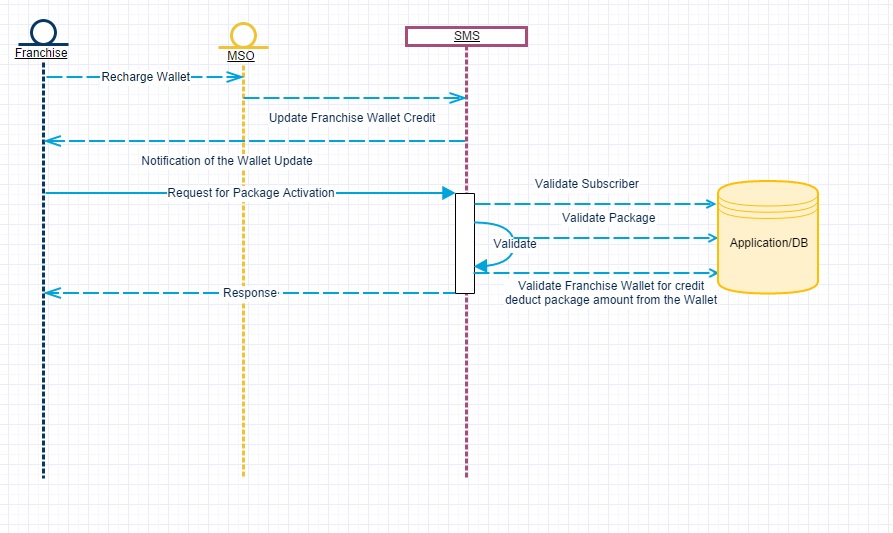 Franchise
MSO
SMS
Recharge Wallet
Update Franchise Wallet Credit
Notification of the Wallet Update
Request for Package Activation
Validate Subscriber
Validate Package
Validate
Application/DB
Validate Franchise Wallet for credit
deduct package amount from the Wallet
Response